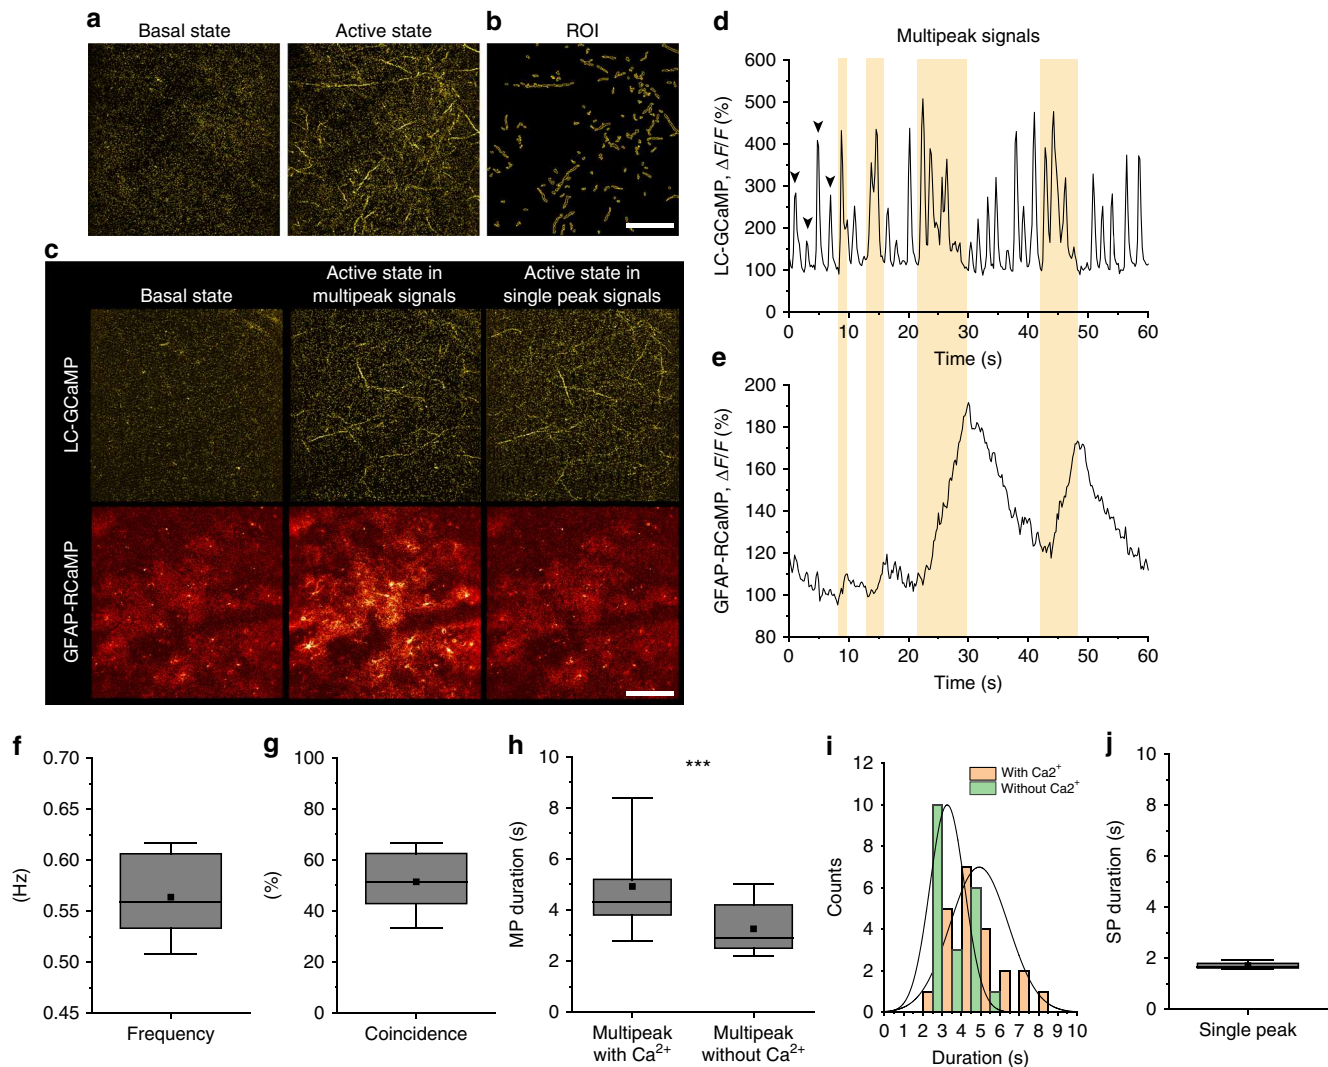 a
Basal state
Active state
b
ROI
c
Basal state
Active state in
multipeak signals
Active state in
single peak signals
LC-GCaMP
GFAP-RCaMP
d
Multipeak signals
LC-GCaMP, ΔF/F (%)
600
500
400
300
200
100
0
0 10 20 30 40 50 60
Time (s)
e
GFAP-RCaMP, ΔF/F (%)
200
180
160
140
120
100
80
0 10 20 30 40 50 60
Time (s)
f
(Hz)
0.70
0.65
0.60
0.55
0.50
0.45
Frequency
g
(%)
100
80
60
40
20
0
Coincidence
h
MP duration (s)
10
8
6
4
2
0
***
Multipeak
with Ca²⁺
Multipeak
without Ca²⁺
i
Counts
12
10
8
6
4
2
0
With Ca2⁺
Without Ca2⁺
0 1 2 3 4 5 6 7 8 9 10
Duration (s)
j
SP duration (s)
10
8
6
4
2
0
Single peak